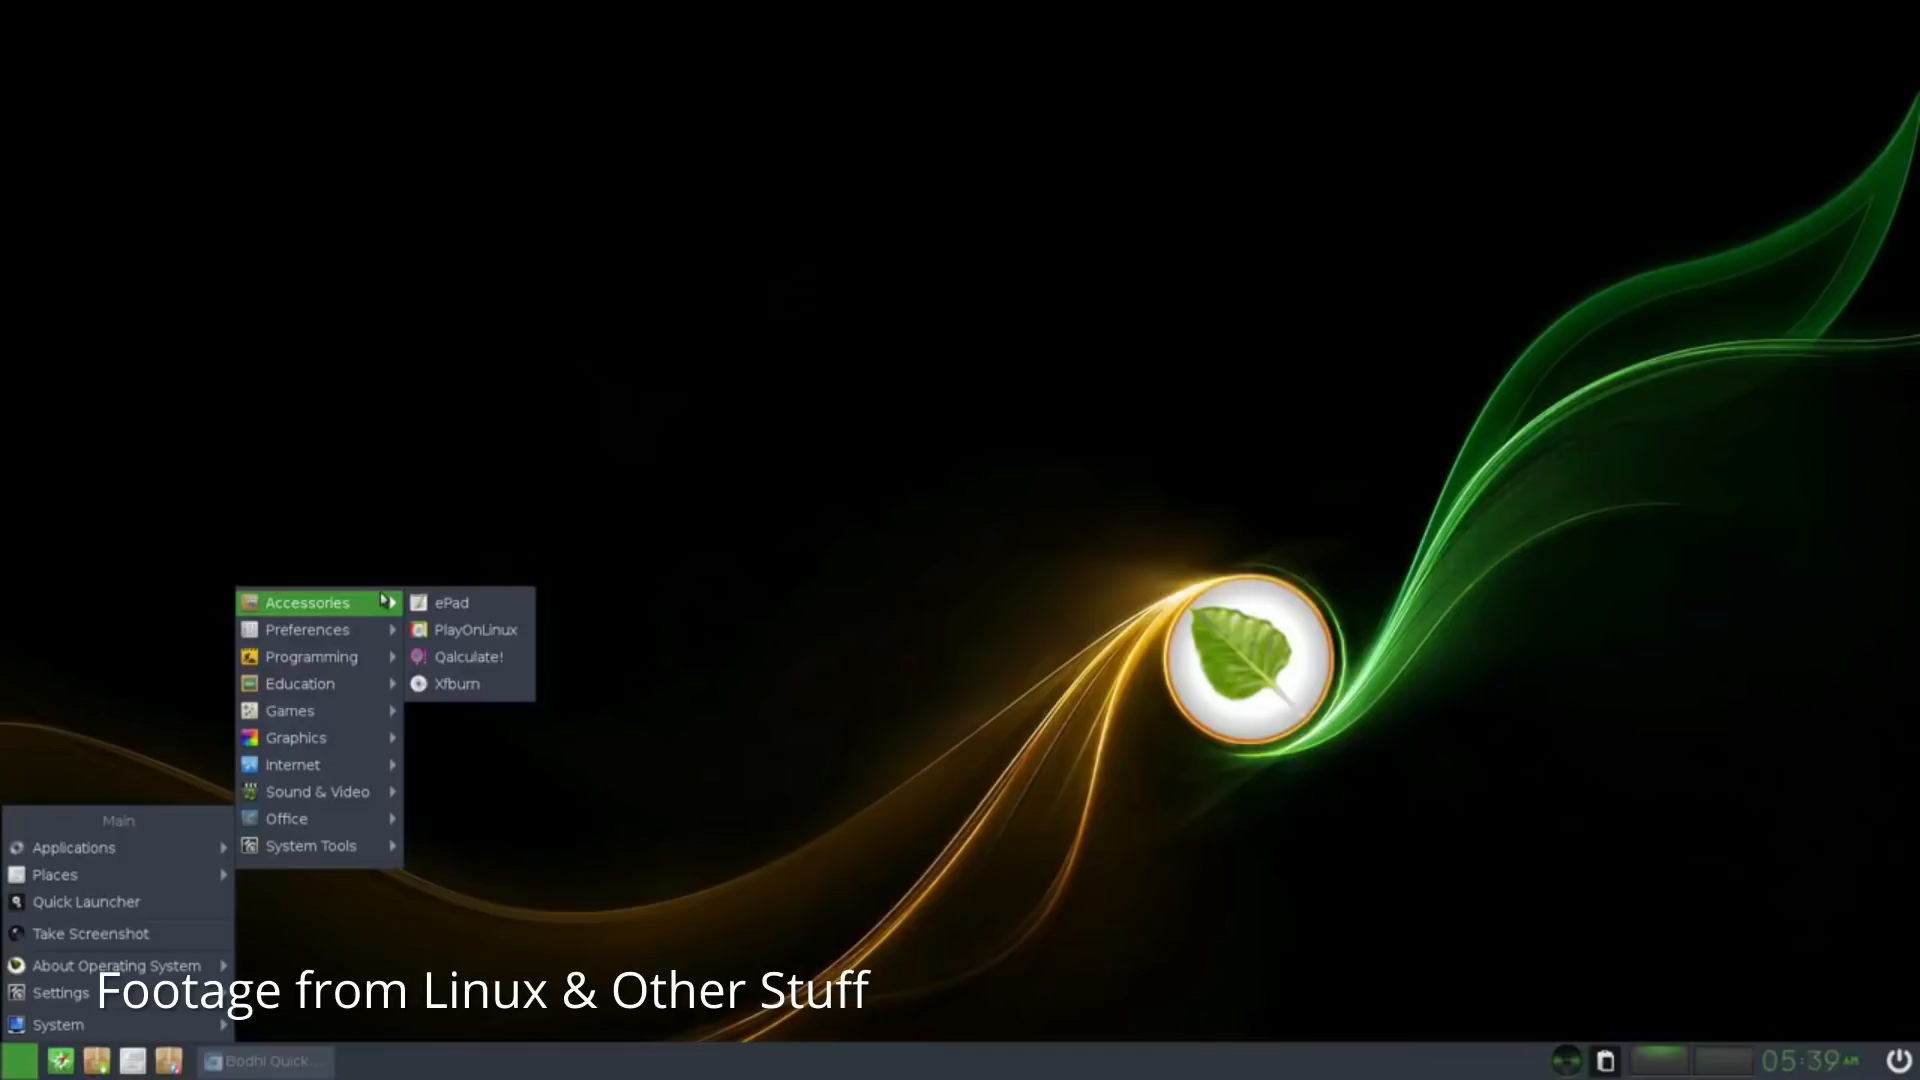 Accessories
Preferences
Programming
Education
Games
Graphics
Internet
Sound & Video
Office
System Tools
ePad
PlayOnLinux
Qalculate!
Xfburn
Main
Applications
Places
Quick Launcher
Take Screenshot
About Operating System
Settings
System
Footage from Linux & Other Stuff
Bodhi Quick...
05:39 AM